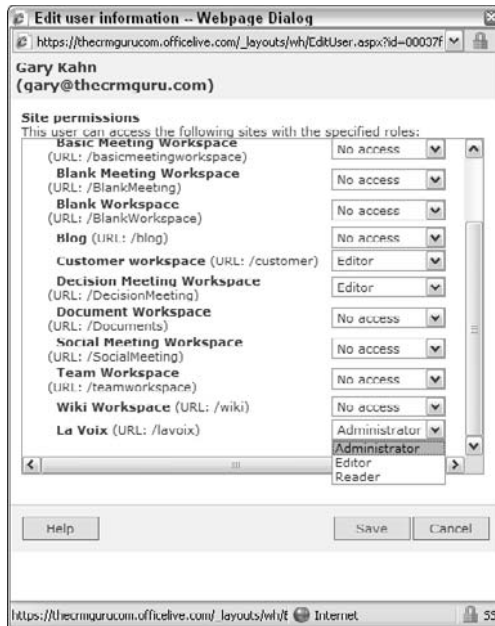 Edit user information -- Webpage Dialog
https://thecrmgurucom.officelive.com/_layouts/wh/EditUser.aspx?id=00037f
Gary Kahn
(gary@thecrmguru.com)
Site permissions
This user can access the following sites with the specified roles:
Basic Meeting Workspace
(URL: /basicmeetingworkspace) No access
Blank Meeting Workspace
(URL: /BlankMeeting) No access
Blank Workspace
(URL: /BlankWorkspace) No access
Blog (URL: /blog) No access
Customer workspace (URL: /customer) Editor
Decision Meeting Workspace
(URL: /DecisionMeeting) Editor
Document Workspace
(URL: /Documents) No access
Social Meeting Workspace
(URL: /SocialMeeting) No access
Team Workspace
(URL: /teamworkspace) No access
Wiki Workspace (URL: /wiki) No access
La Voix (URL: /lavoix) Administrator
Administrator
Editor
Reader
Help Save Cancel
https://thecrmgurucom.officelive.com/_layouts/wh/E Internet